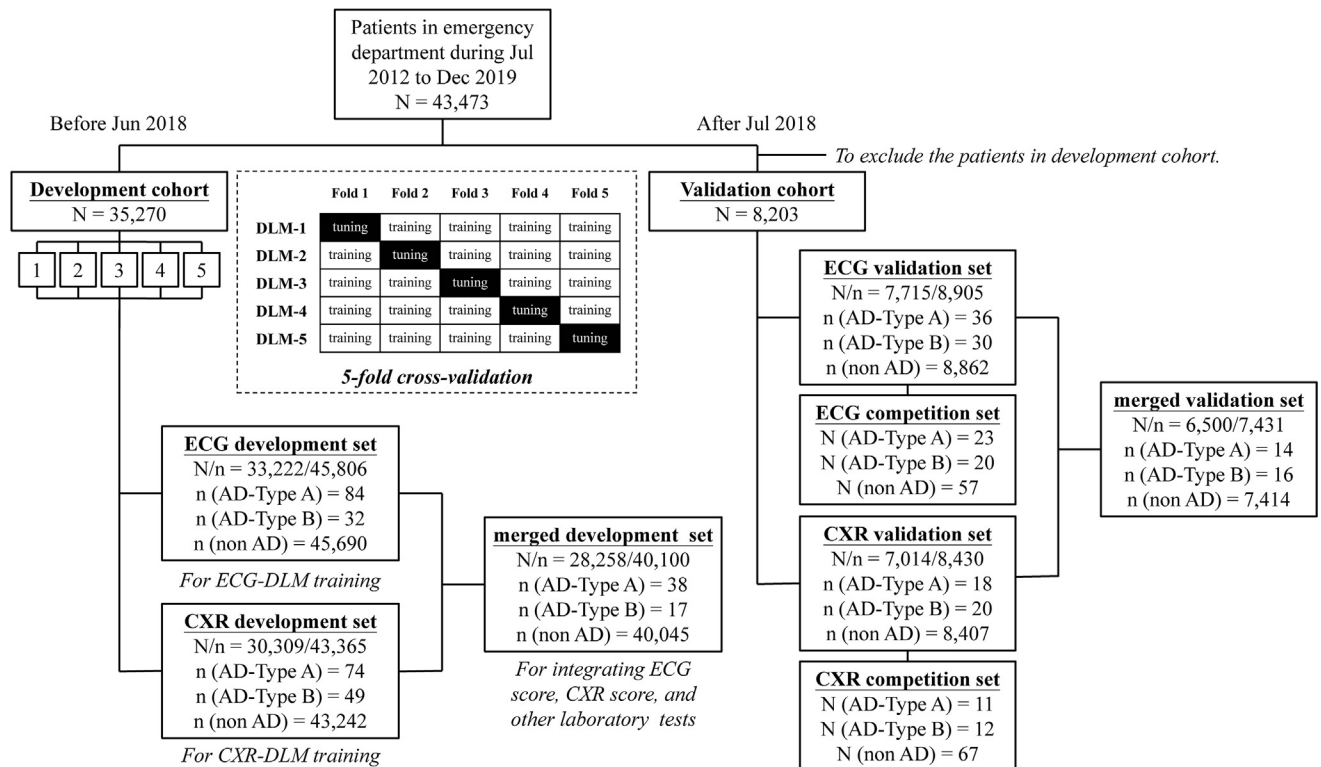 Patients in emergency
department during Jul
2012 to Dec 2019
N = 43,473
Before Jun 2018
After Jul 2018
To exclude the patients in development cohort.
Development cohort
N = 35,270
1 2 3 4 5
Fold 1 Fold 2 Fold 3 Fold 4 Fold 5
DLM-1 tuning training training training training
DLM-2 training tuning training training training
DLM-3 training training tuning training training
DLM-4 training training training tuning training
DLM-5 training training training training tuning
5-fold cross-validation
Validation cohort
N = 8,203
ECG development set
N/n = 33,222/45,806
n (AD-Type A) = 84
n (AD-Type B) = 32
n (non AD) = 45,690
For ECG-DLM training
CXR development set
N/n = 30,309/43,365
n (AD-Type A) = 74
n (AD-Type B) = 49
n (non AD) = 43,242
For CXR-DLM training
merged development set
N/n = 28,258/40,100
n (AD-Type A) = 38
n (AD-Type B) = 17
n (non AD) = 40,045
For integrating ECG
score, CXR score, and
other laboratory tests
ECG validation set
N/n = 7,715/8,905
n (AD-Type A) = 36
n (AD-Type B) = 30
n (non AD) = 8,862
ECG competition set
N (AD-Type A) = 23
N (AD-Type B) = 20
N (non AD) = 57
CXR validation set
N/n = 7,014/8,430
n (AD-Type A) = 18
n (AD-Type B) = 20
n (non AD) = 8,407
CXR competition set
N (AD-Type A) = 11
N (AD-Type B) = 12
N (non AD) = 67
merged validation set
N/n = 6,500/7,431
n (AD-Type A) = 14
n (AD-Type B) = 16
n (non AD) = 7,414